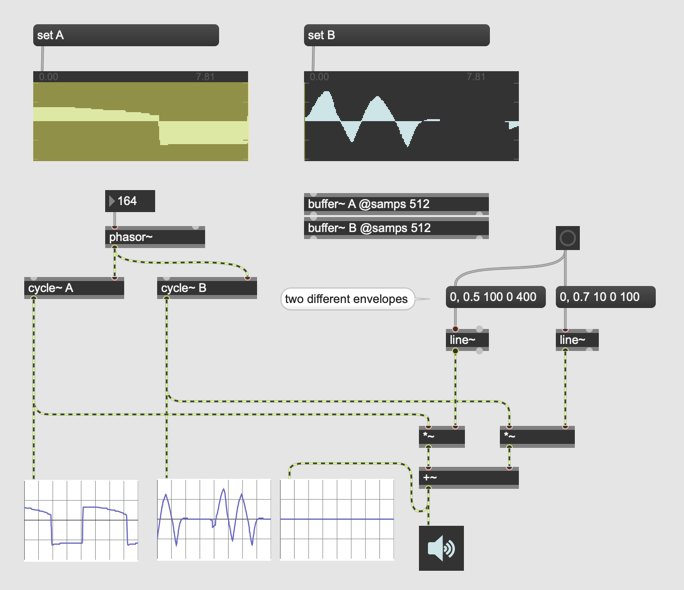 set A
set B
0.00
7.81
0.00
7.81
164
buffer~ A @samps 512
buffer~ B @samps 512
phasor~
cycle~ A
cycle~ B
two different envelopes
0, 0.5 100 0 400
0, 0.7 10 0 100
line~
line~
*~
*~
+~